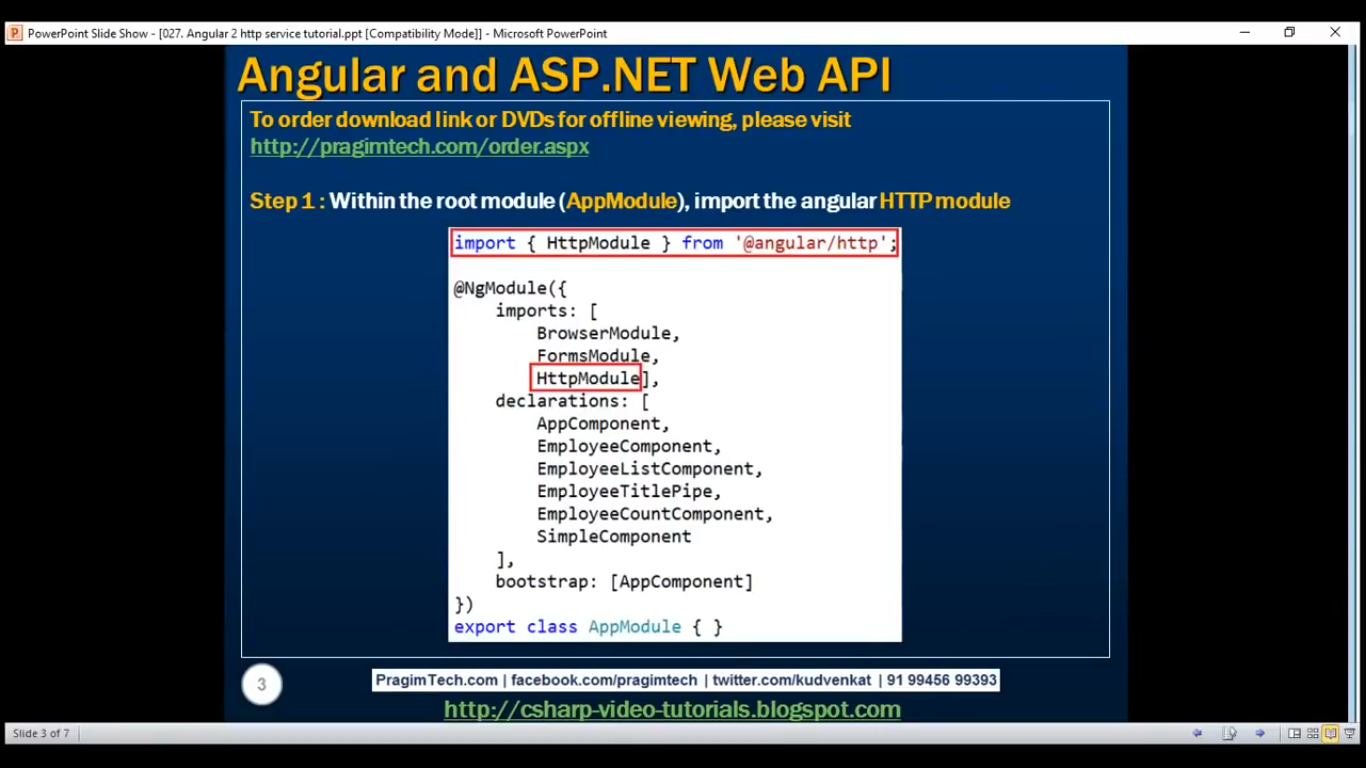 PowerPoint Slide Show - [027. Angular 2 http service tutorial.ppt [Compatibility Mode]] - Microsoft PowerPoint
Angular and ASP.NET Web API
To order download link or DVDs for offline viewing, please visit
http://pragimtech.com/order.aspx
Step 1 : Within the root module (AppModule), import the angular HTTP module
import { HttpModule } from '@angular/http';
@NgModule({
    imports: [
        BrowserModule,
        FormsModule,
        HttpModule],
    declarations: [
        AppComponent,
        EmployeeComponent,
        EmployeeListComponent,
        EmployeeTitlePipe,
        EmployeeCountComponent,
        SimpleComponent
    ],
    bootstrap: [AppComponent]
})
export class AppModule { }
3
PragimTech.com | facebook.com/pragimtech | twitter.com/kudvenkat | 91 99456 99393
http://csharp-video-tutorials.blogspot.com
Slide 3 of 7